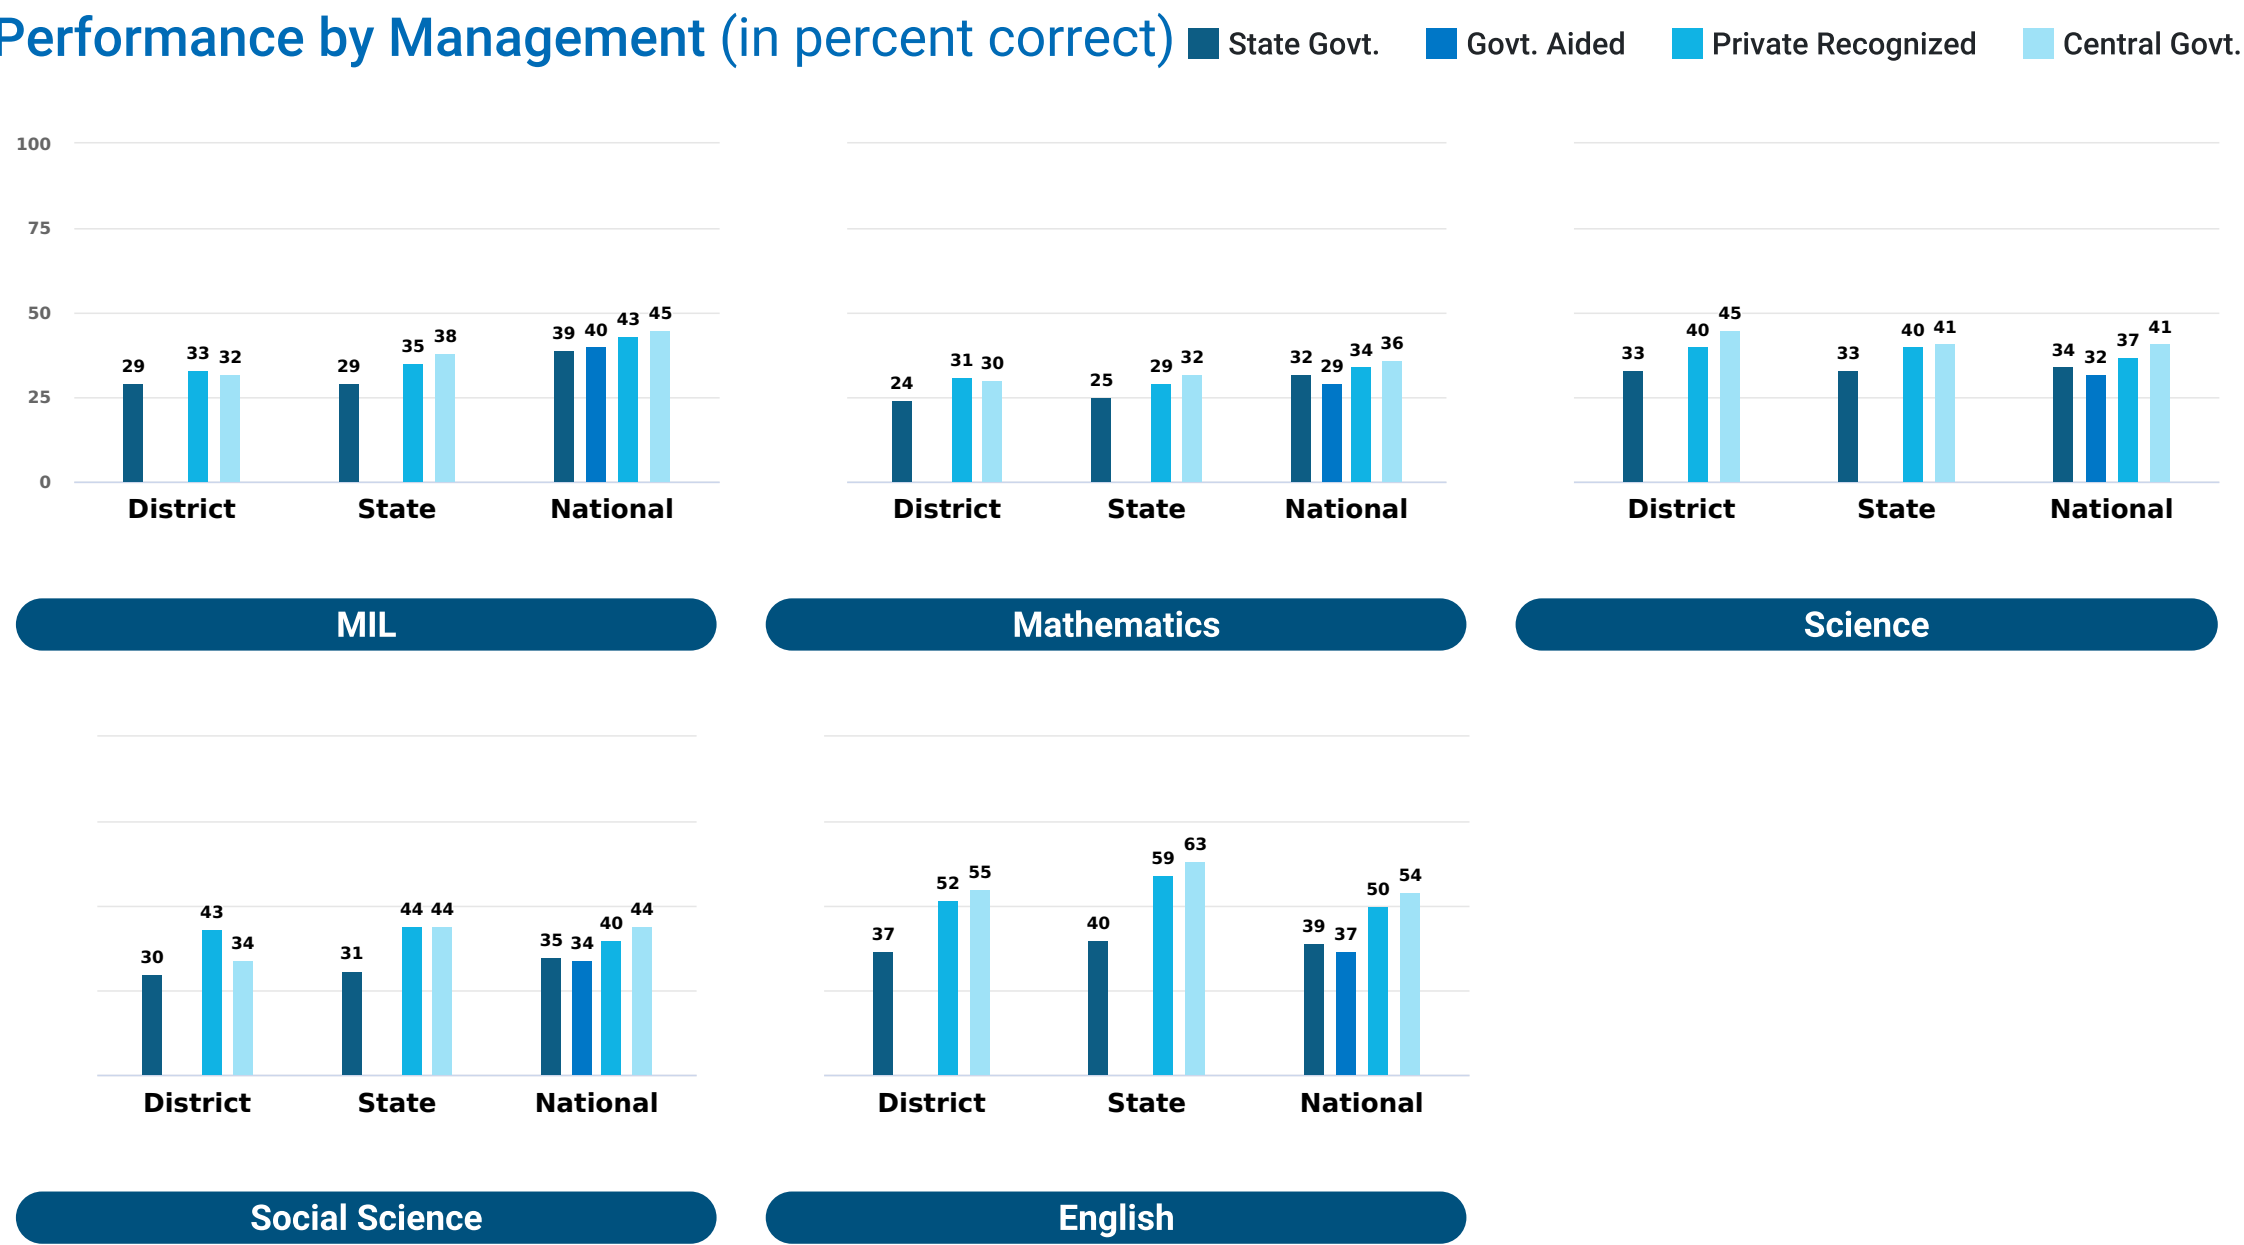 Performance by Management (in percent correct) State Govt. Govt. Aided Private Recognized Central Govt.
100
75
50
25
0
29 33 32 29 35 38 39 40 43 45
District State National
MIL
24 31 30 25 29 32 32 29 34 36
District State National
Mathematics
33 40 45 33 40 41 34 32 37 41
District State National
Science
30 43 34 31 44 44 35 34 40 44
District State National
Social Science
37 52 55 40 59 63 39 37 50 54
District State National
English